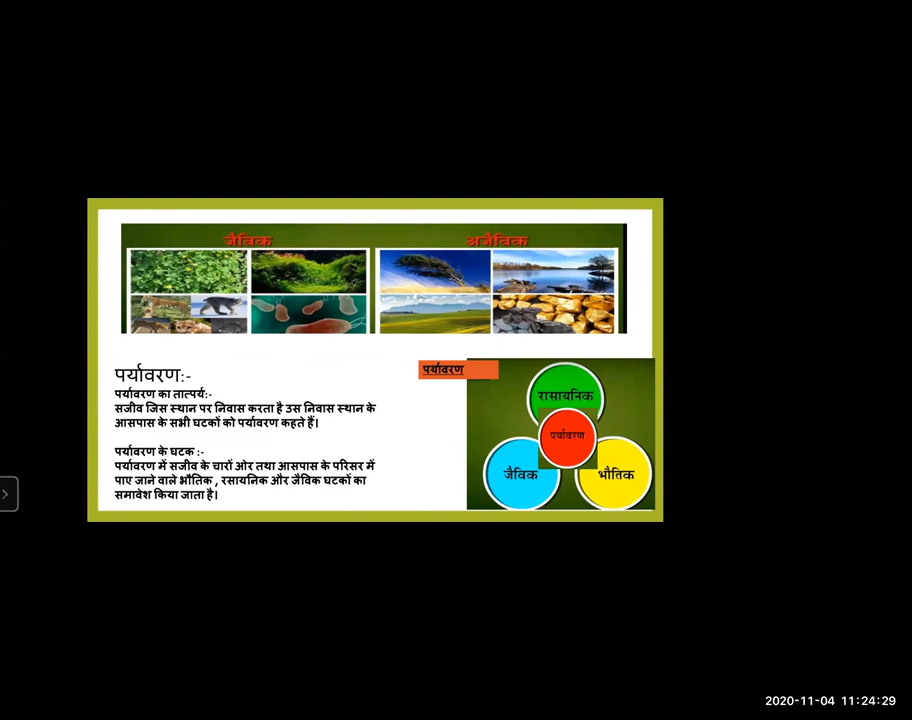 जैविक
अजैविक
पर्यावरण:-
पर्यावरण का तात्पर्य:-
सजीव जिस स्थान पर निवास करता है उस निवास स्थान के
आसपास के सभी घटकों को पर्यावरण कहते हैं।
पर्यावरण के घटक :-
पर्यावरण में सजीव के चारों ओर तथा आसपास के परिसर में
पाए जाने वाले भौतिक , रसायनिक और जैविक घटकों का
समावेश किया जाता है।
पर्यावरण
रासायनिक
पर्यावरण
जैविक
भौतिक
2020-11-04 11:24:29